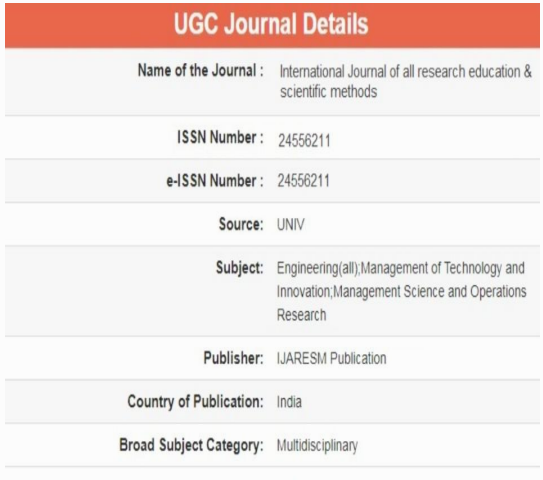 UGC Journal Details
Name of the Journal : International Journal of all research education &
scientific methods
ISSN Number : 24556211
e-ISSN Number : 24556211
Source: UNIV
Subject: Engineering(all);Management of Technology and
Innovation;Management Science and Operations
Research
Publisher: IJARESM Publication
Country of Publication: India
Broad Subject Category: Multidisciplinary